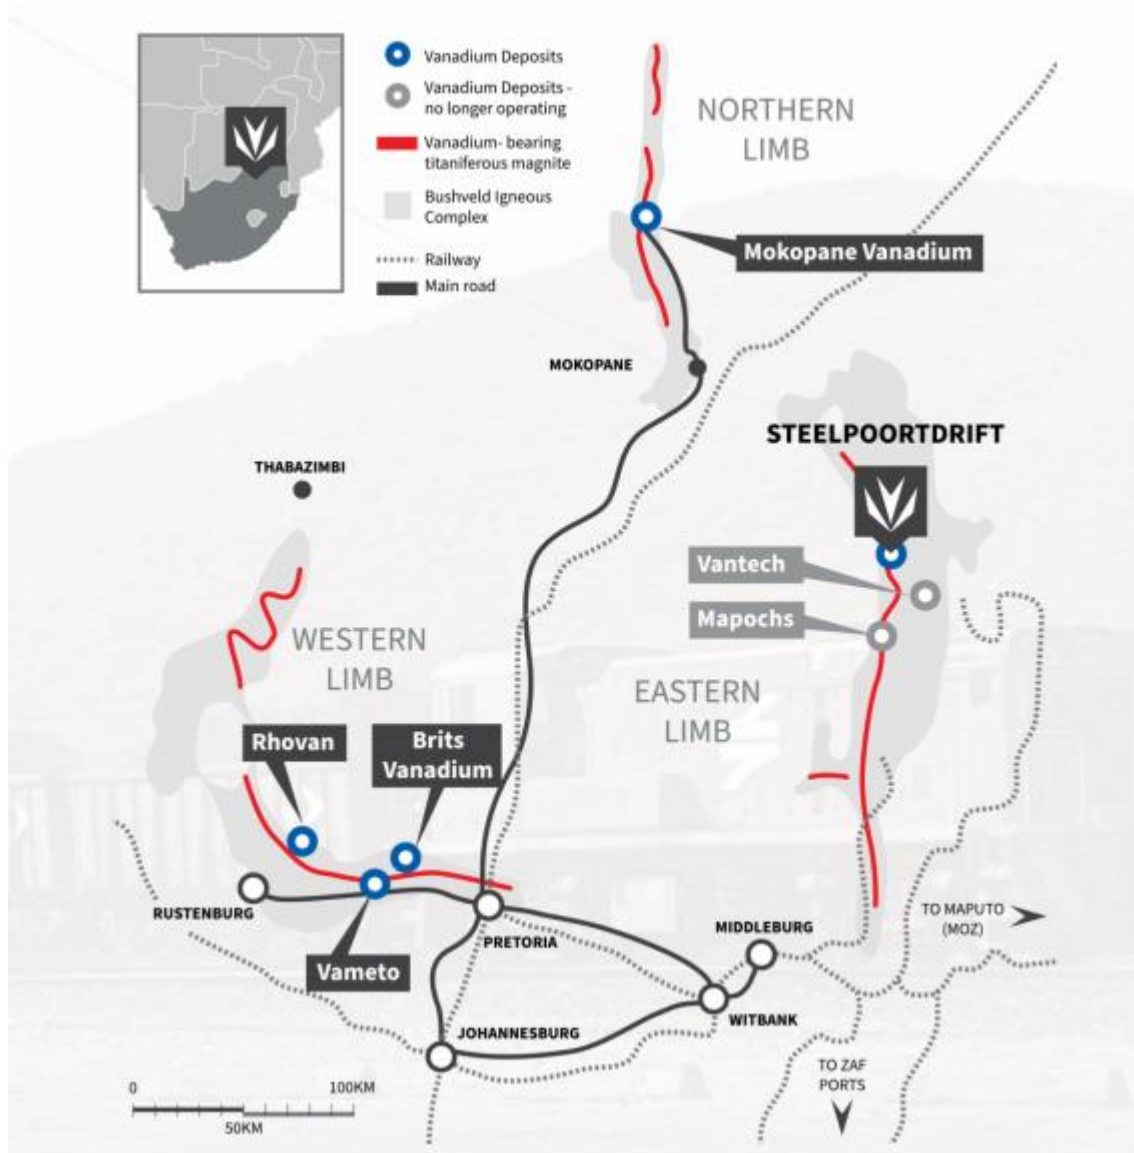 Vanadium Deposits
Vanadium Deposits -
no longer operating
Vanadium- bearing
titaniferous magnite
Bushveld Igneous
Complex
Railway
Main road
NORTHERN
LIMB
Mokopane Vanadium
MOKOPANE
STEELPOORTDRIFT
THABAZIMBI
Vantech
Mapochs
WESTERN
LIMB
EASTERN
LIMB
Rhovan
Brits
Vanadium
RUSTENBURG
PRETORIA
Vameto
MIDDLEBURG
TO MAPUTO
(MOZ)
WITBANK
JOHANNESBURG
TO ZAF
PORTS
0
100KM
50KM